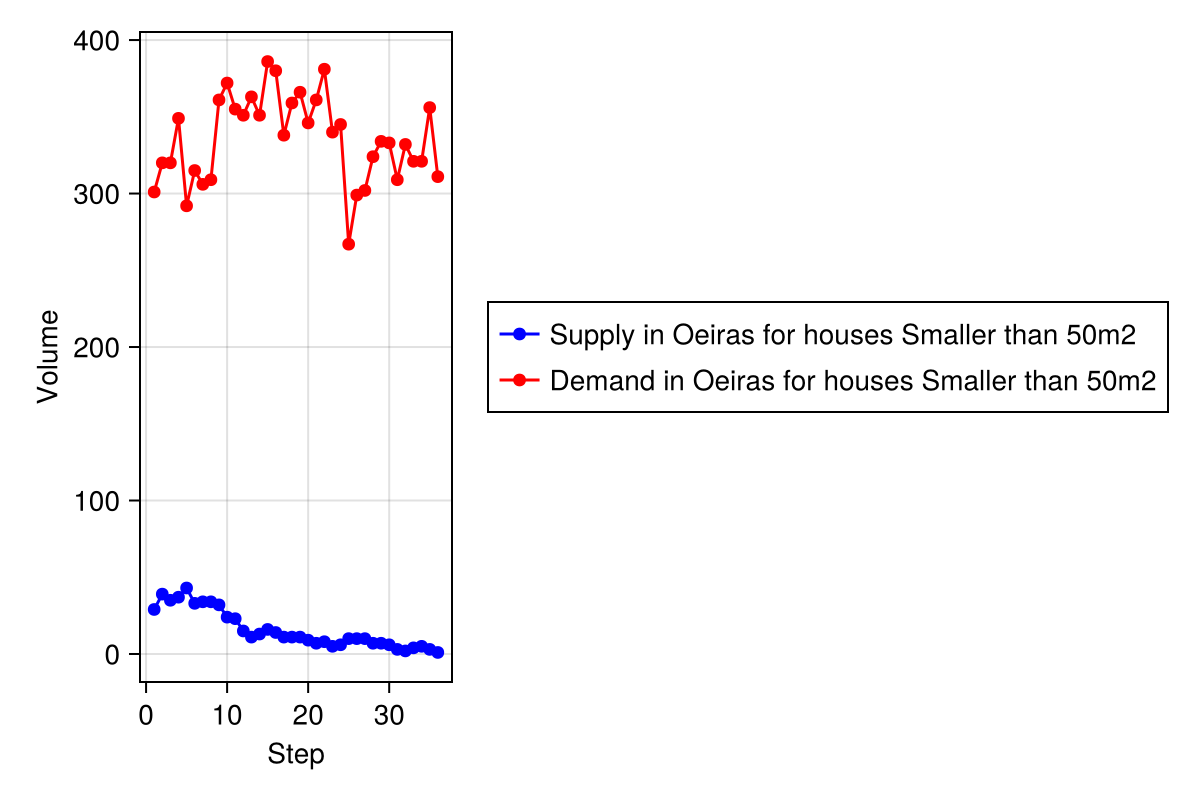 400
300
200
100
0
Volume
0 10 20 30
Step
Supply in Oeiras for houses Smaller than 50m2
Demand in Oeiras for houses Smaller than 50m2